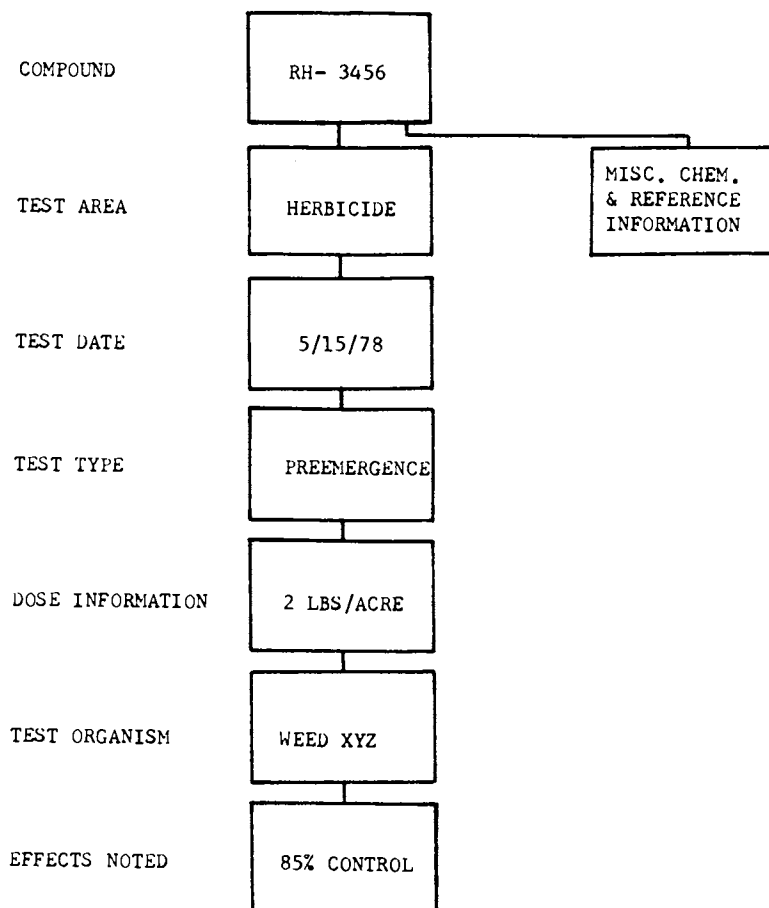 COMPOUND
RH- 3456
MISC. CHEM.
& REFERENCE
INFORMATION
TEST AREA
HERBICIDE
TEST DATE
5/15/78
TEST TYPE
PREEMERGENCE
DOSE INFORMATION
2 LBS/ACRE
TEST ORGANISM
WEED XYZ
EFFECTS NOTED
85% CONTROL